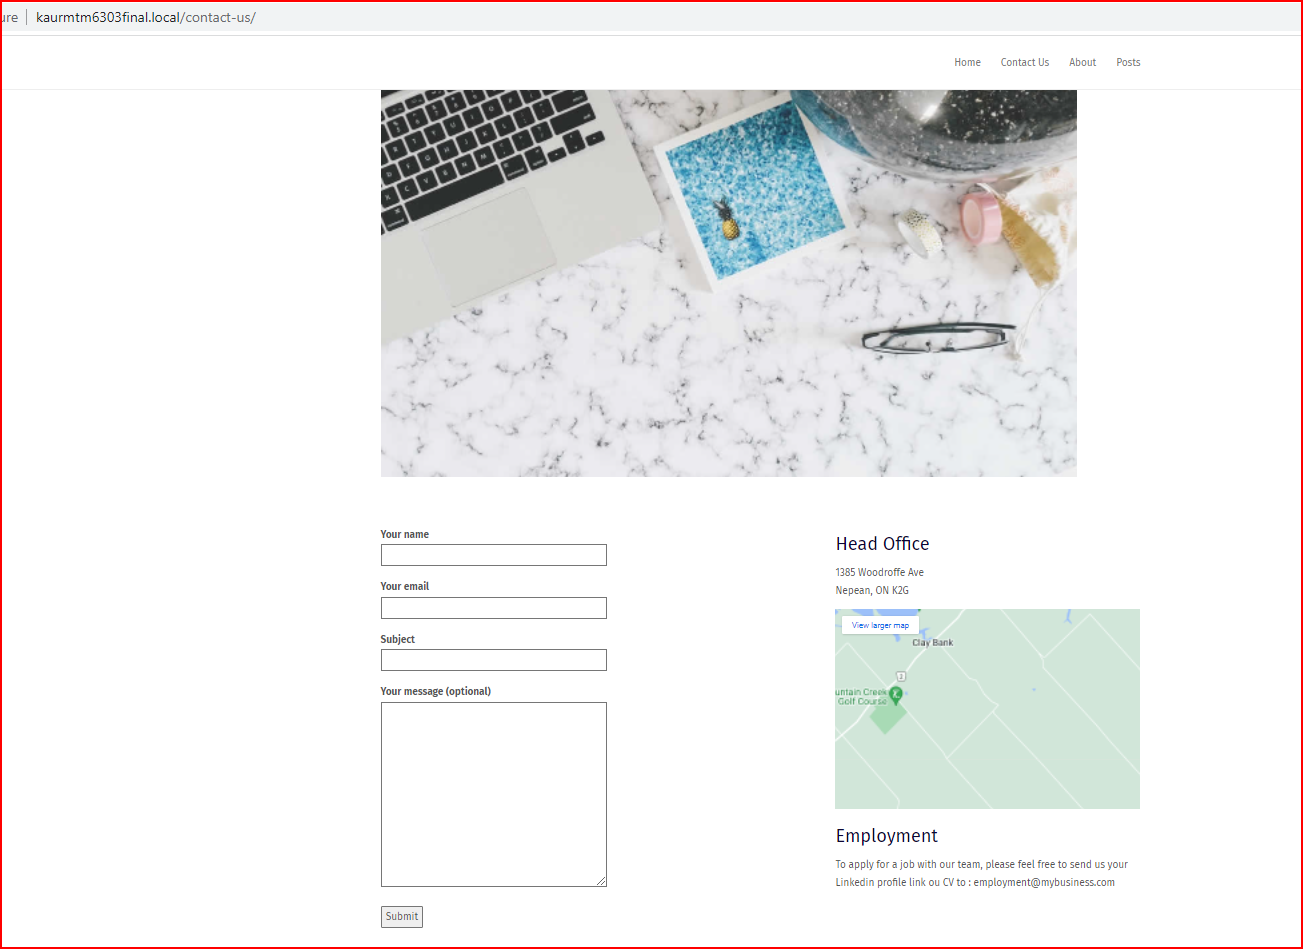 ure kaurmtm6303final.local/contact-us/
Home Contact Us About Posts
Your name
Your email
Subject
Your message (optional)
Submit
Head Office
1385 Woodroffe Ave
Nepean, ON K2G
View larger map
Clay Bank
3
untain Creek
Golf Course
Employment
To apply for a job with our team, please feel free to send us your
Linkedin profile link ou CV to : employment@mybusiness.com